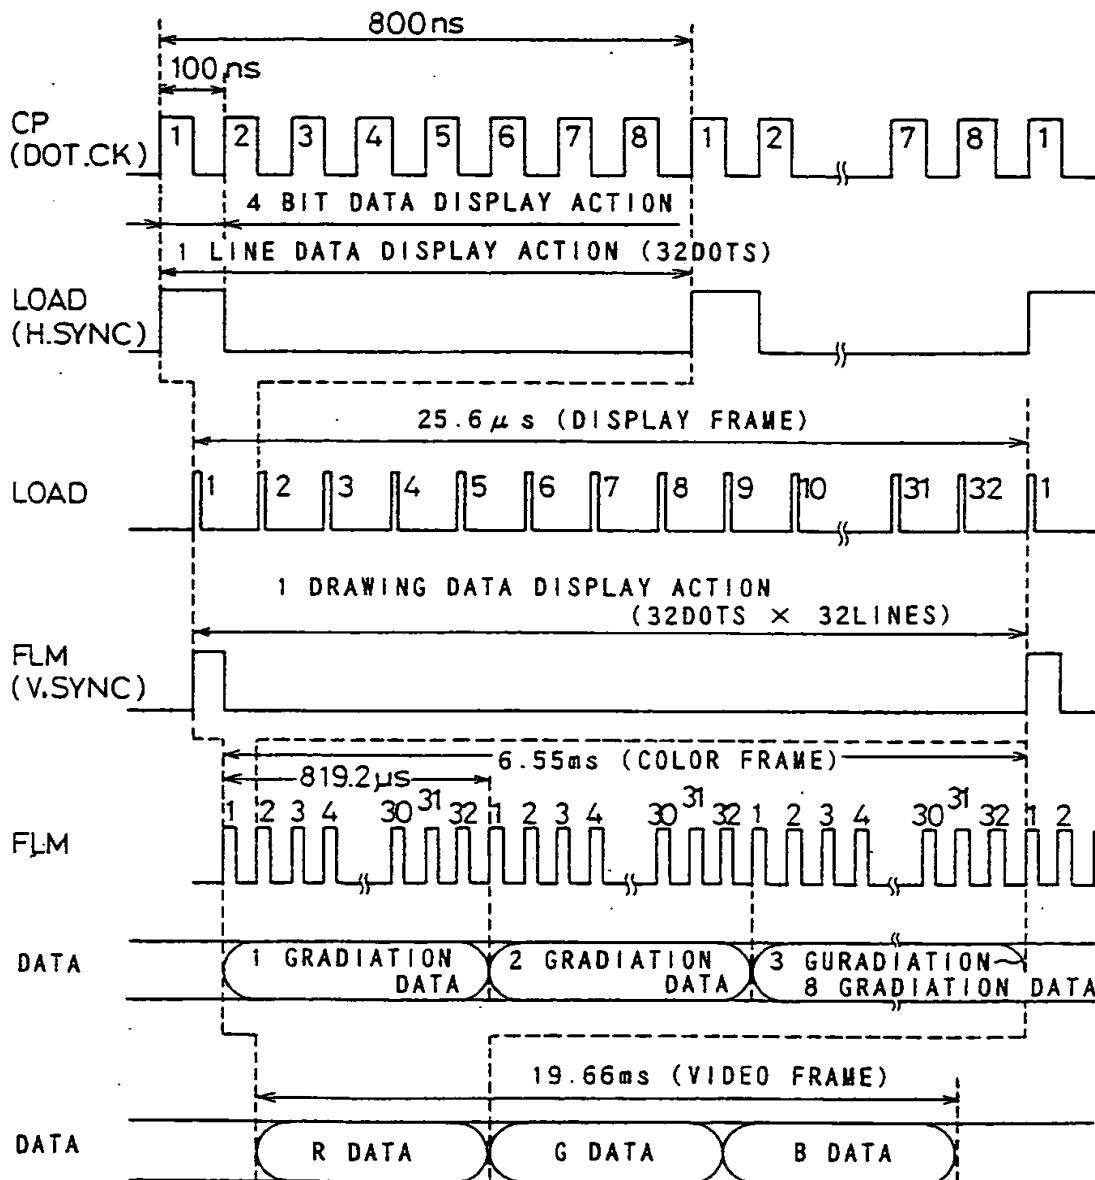 800ns
100ns
CP
(DOT.CK)
1 2 3 4 5 6 7 8 1 2 7 8 1
4 BIT DATA DISPLAY ACTION
1 LINE DATA DISPLAY ACTION (32DOTS)
LOAD
(H.SYNC)
25.6μs (DISPLAY FRAME)
LOAD
1 2 3 4 5 6 7 8 9 10 31 32 1
1 DRAWING DATA DISPLAY ACTION
(32DOTS × 32LINES)
FLM
(V.SYNC)
6.55ms (COLOR FRAME)
819.2μs
1 2 3 4 30 31 32 1 2 3 4 30 31 32 1 2 3 4 30 31 32 1 2
FLM
DATA
1 GRADIATION
DATA
2 GRADIATION
DATA
3 GURADIATION~
8 GRADIATION DATA
19.66ms (VIDEO FRAME)
DATA
R DATA
G DATA
B DATA